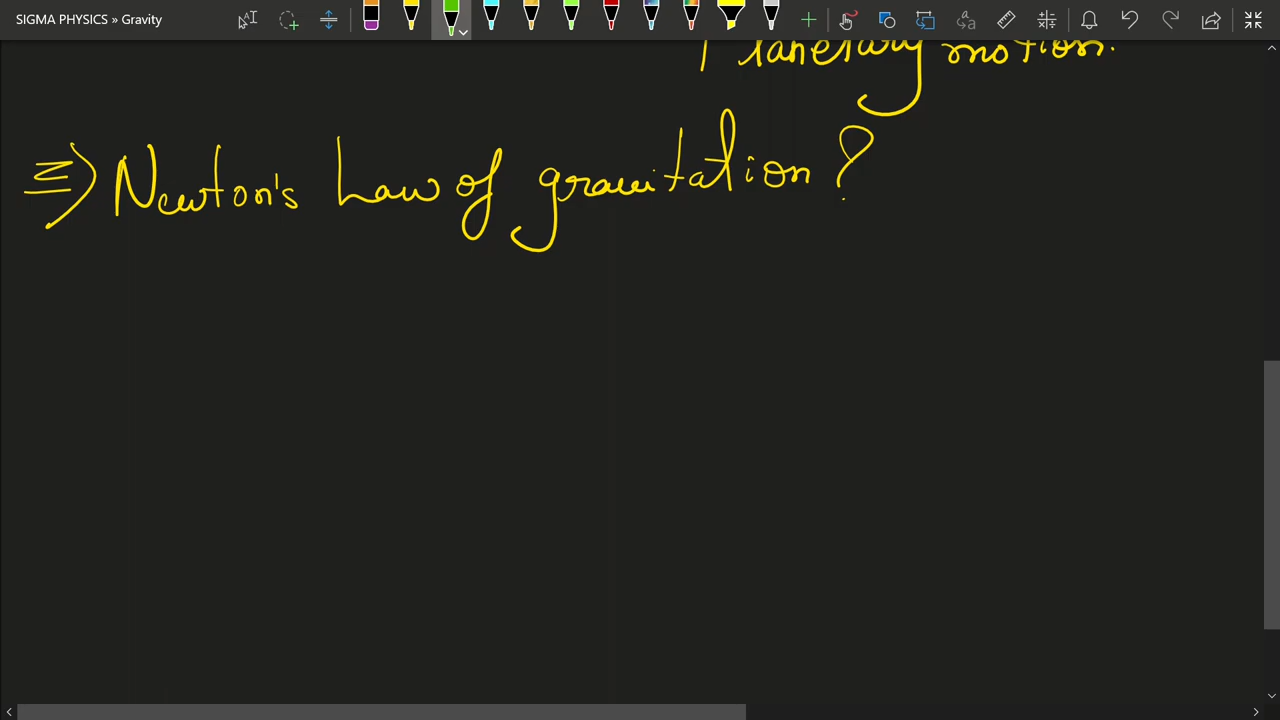 SIGMA PHYSICS » Gravity
Planetary motion.
⇒ Newton's Law of gravitation?